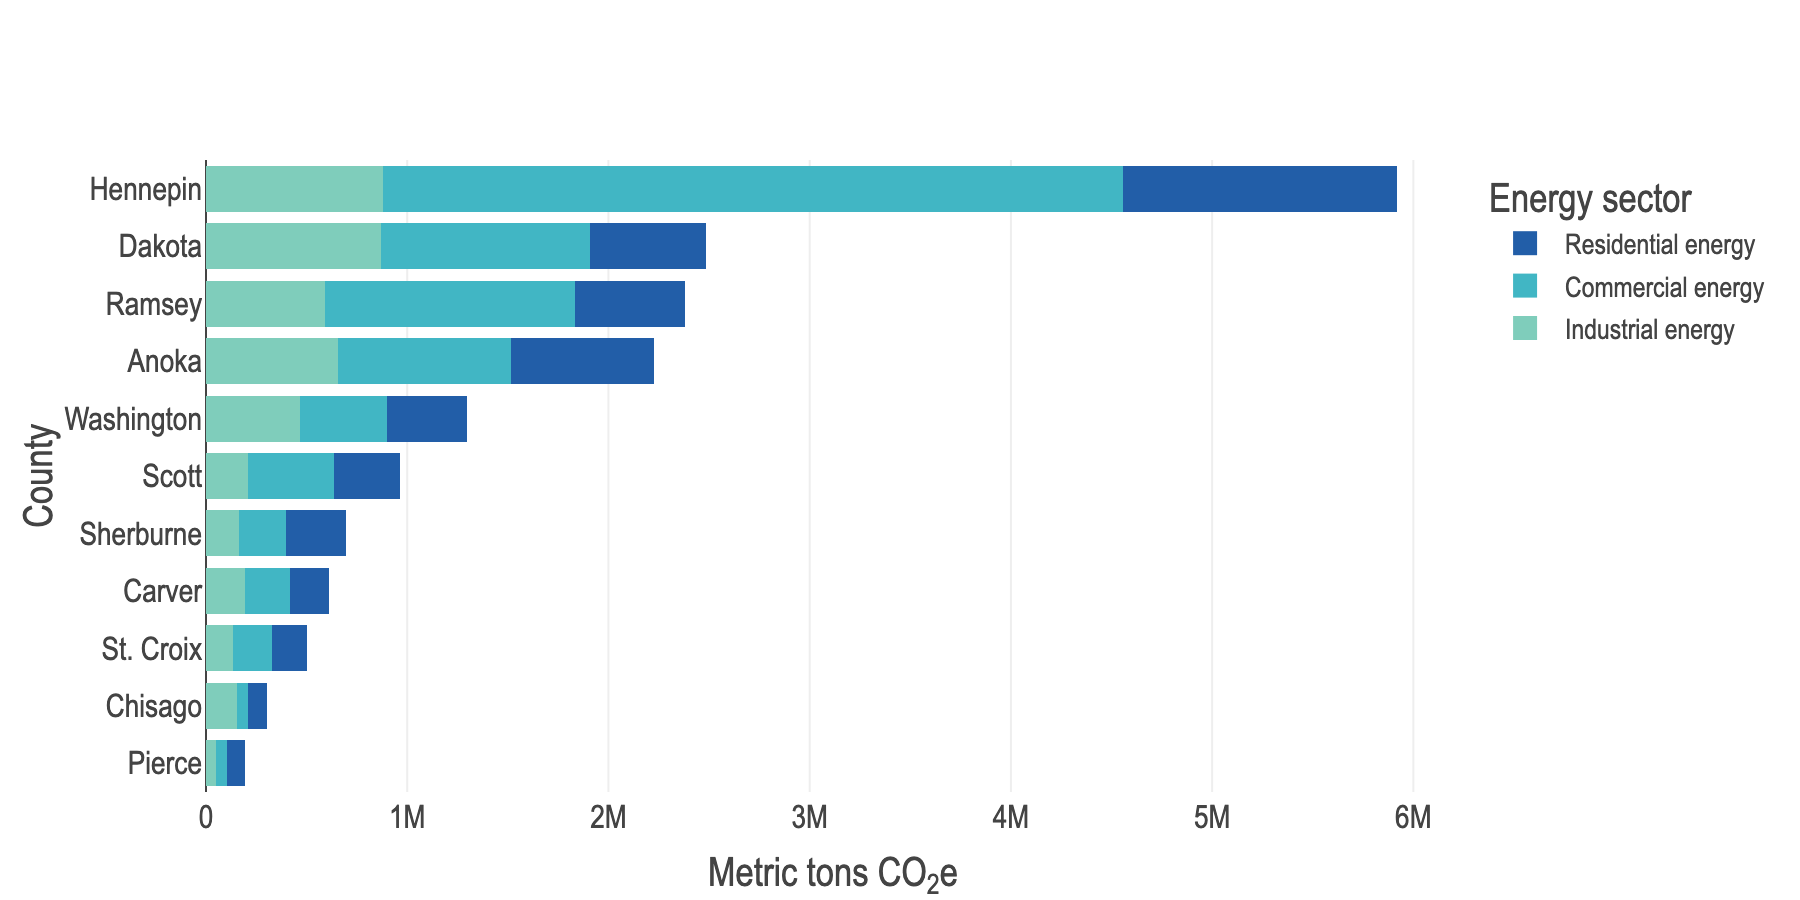 Hennepin
Dakota
Ramsey
Anoka
Washington
Scott
Sherburne
Carver
St. Croix
Chisago
Pierce
County
0 1M 2M 3M 4M 5M 6M
Metric tons CO₂e
Energy sector
Residential energy
Commercial energy
Industrial energy